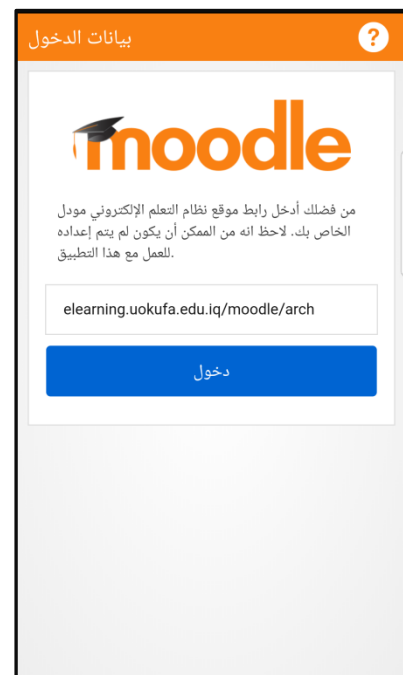 بيانات الدخول
?
moodle
من فضلك أدخل رابط موقع نظام التعلم الإلكتروني مودل
الخاص بك. لاحظ انه من الممكن أن يكون لم يتم إعداده
.للعمل مع هذا التطبيق
elearning.uokufa.edu.iq/moodle/arch
دخول